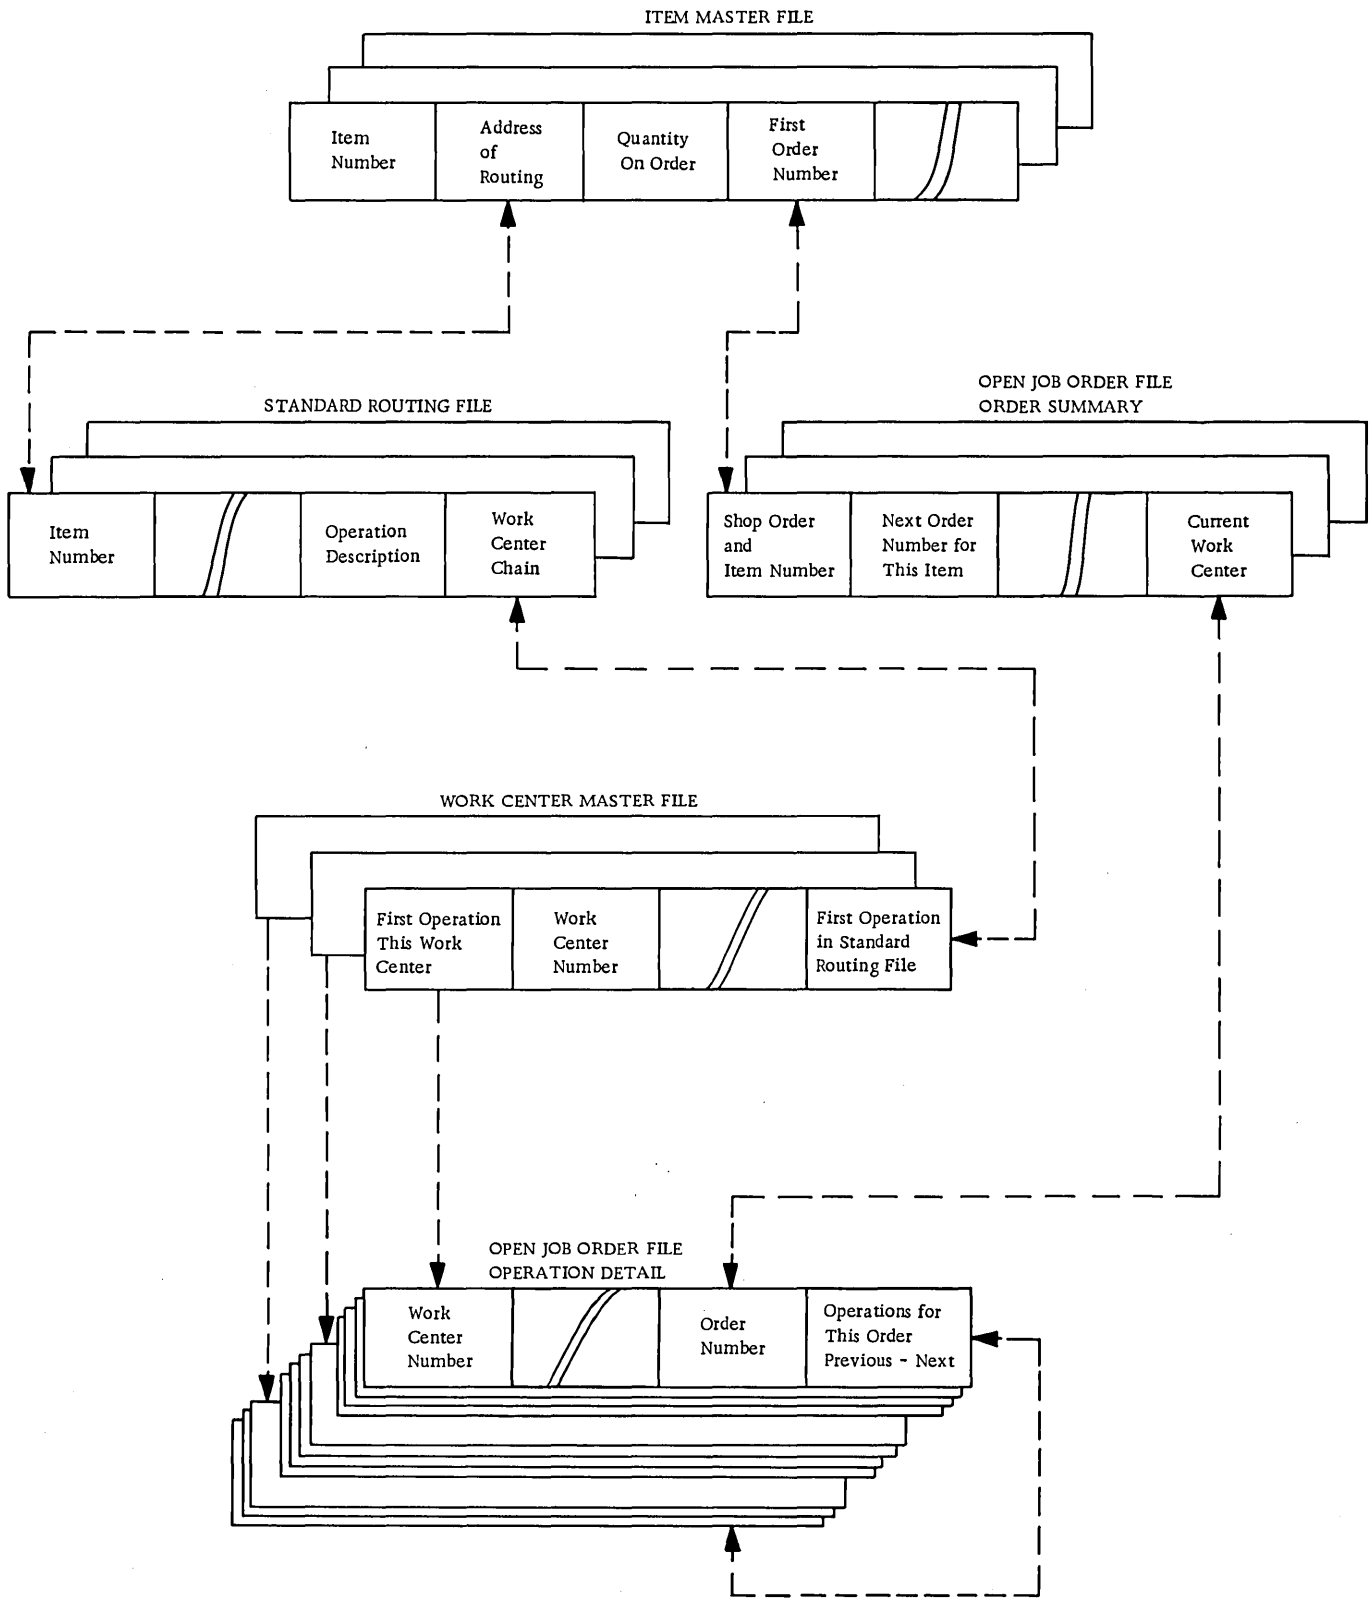 ITEM MASTER FILE
Item
Number
Address
of
Routing
Quantity
On Order
First
Order
Number
STANDARD ROUTING FILE
Item
Number
Operation
Description
Work
Center
Chain
OPEN JOB ORDER FILE
ORDER SUMMARY
Shop Order
and
Item Number
Next Order
Number for
This Item
Current
Work
Center
WORK CENTER MASTER FILE
First Operation
This Work
Center
Work
Center
Number
First Operation
in Standard
Routing File
OPEN JOB ORDER FILE
OPERATION DETAIL
Work
Center
Number
Order
Number
Operations for
This Order
Previous - Next